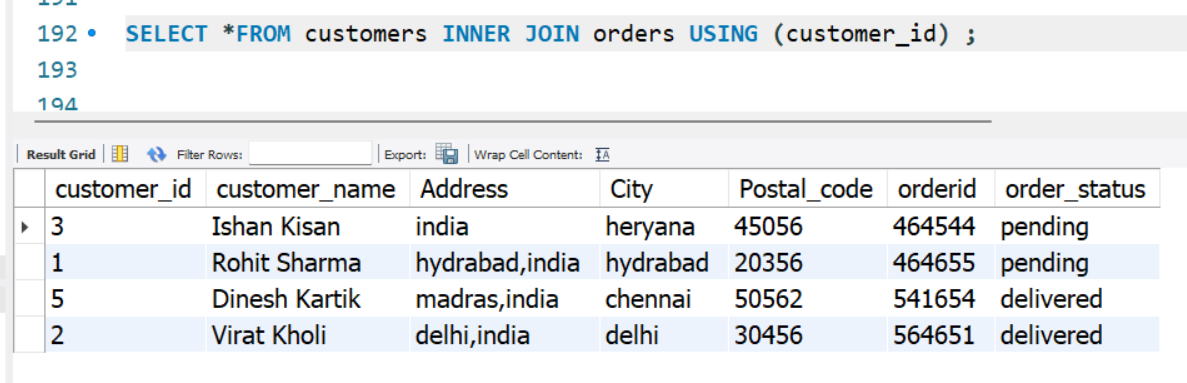 191
192 SELECT *FROM customers INNER JOIN orders USING (customer_id) ;
193
194
Result Grid Filter Rows: Export: Wrap Cell Content: IA
customer_id customer_name Address City Postal_code orderid order_status
3 Ishan Kisan india heryana 45056 464544 pending
1 Rohit Sharma hydrabad,india hydrabad 20356 464655 pending
5 Dinesh Kartik madras,india chennai 50562 541654 delivered
2 Virat Kholi delhi,india delhi 30456 564651 delivered